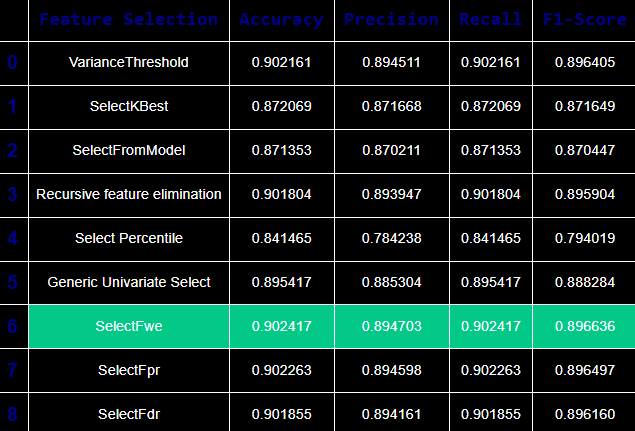 Feature Selection Accuracy Precision Recall F1-Score
0 VarianceThreshold 0.902161 0.894511 0.902161 0.896405
1 SelectKBest 0.872069 0.871668 0.872069 0.871649
2 SelectFromModel 0.871353 0.870211 0.871353 0.870447
3 Recursive feature elimination 0.901804 0.893947 0.901804 0.895904
4 Select Percentile 0.841465 0.784238 0.841465 0.794019
5 Generic Univariate Select 0.895417 0.885304 0.895417 0.888284
6 SelectFwe 0.902417 0.894703 0.902417 0.896636
7 SelectFpr 0.902263 0.894598 0.902263 0.896497
8 SelectFdr 0.901855 0.894161 0.901855 0.896160